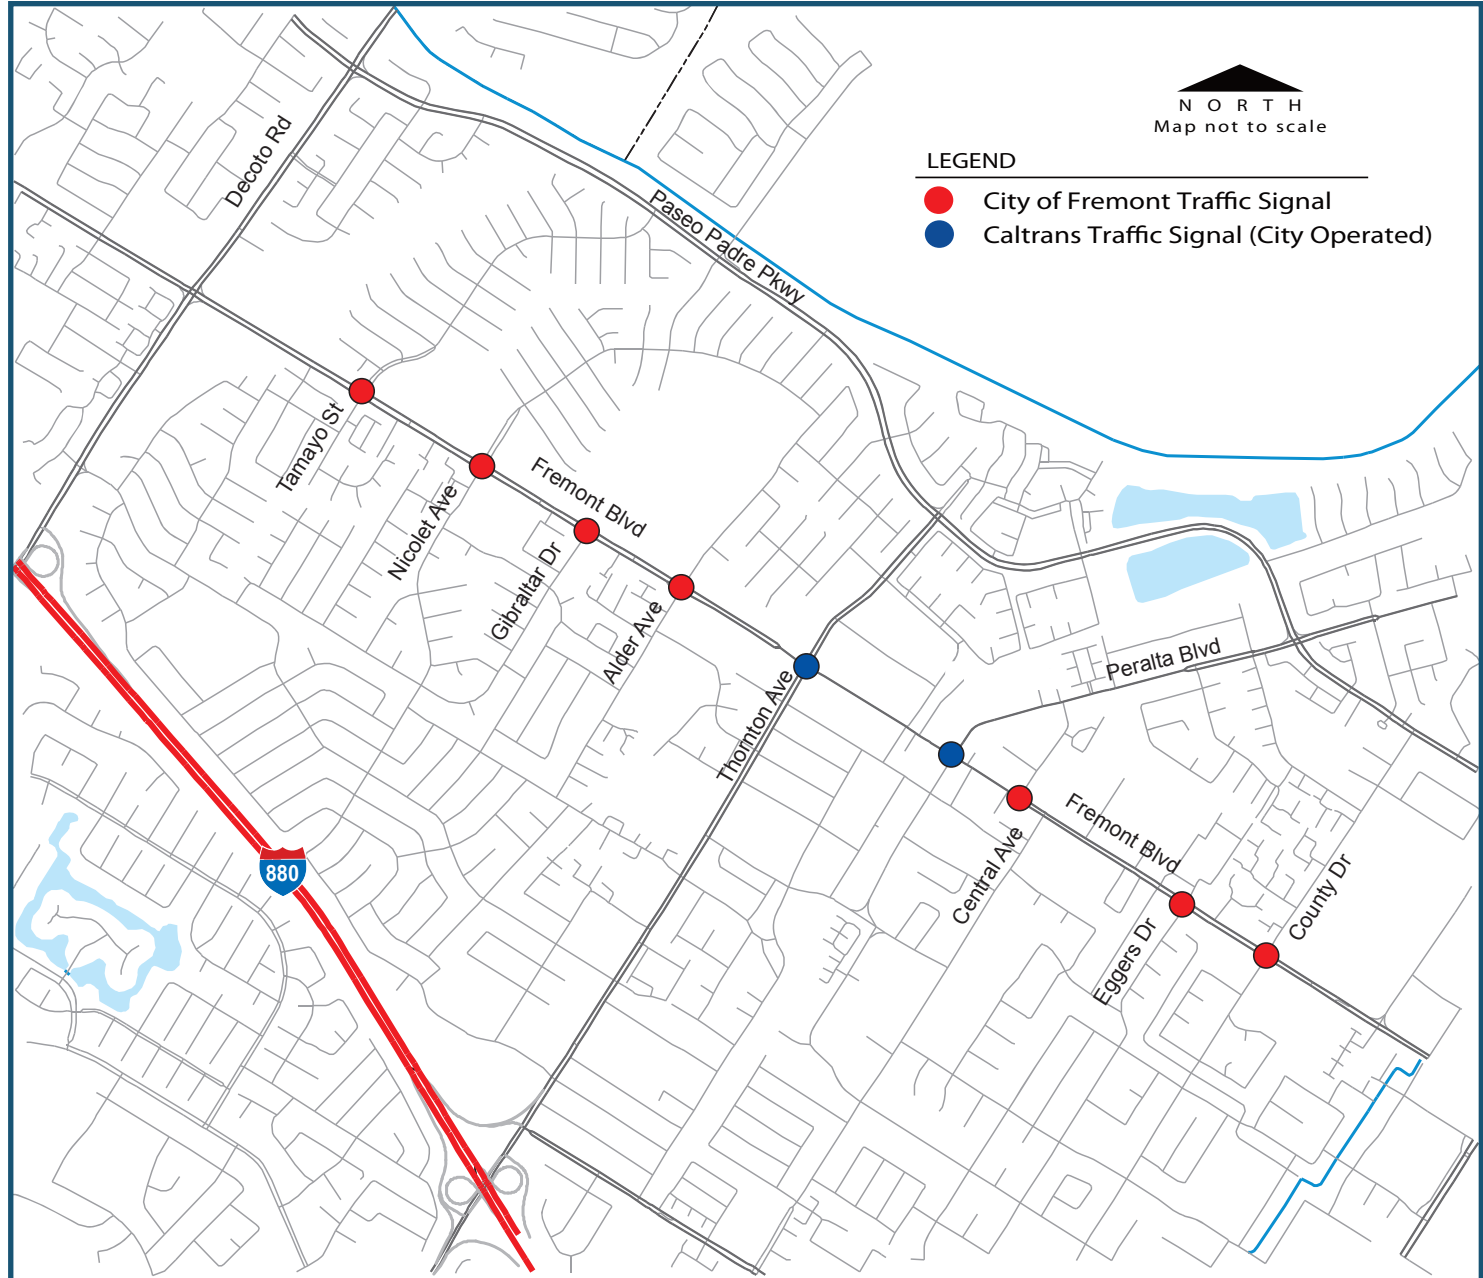 N O R T H
Map not to scale
LEGEND
City of Fremont Traffic Signal
Caltrans Traffic Signal (City Operated)
Decoto Rd
Paseo Padre Pkwy
Tamayo St
Nicolet Ave
Fremont Blvd
Gibraltar Dr
Alder Ave
Thornton Ave
Peralta Blvd
Fremont Blvd
Central Ave
Eggers Dr
County Dr
880